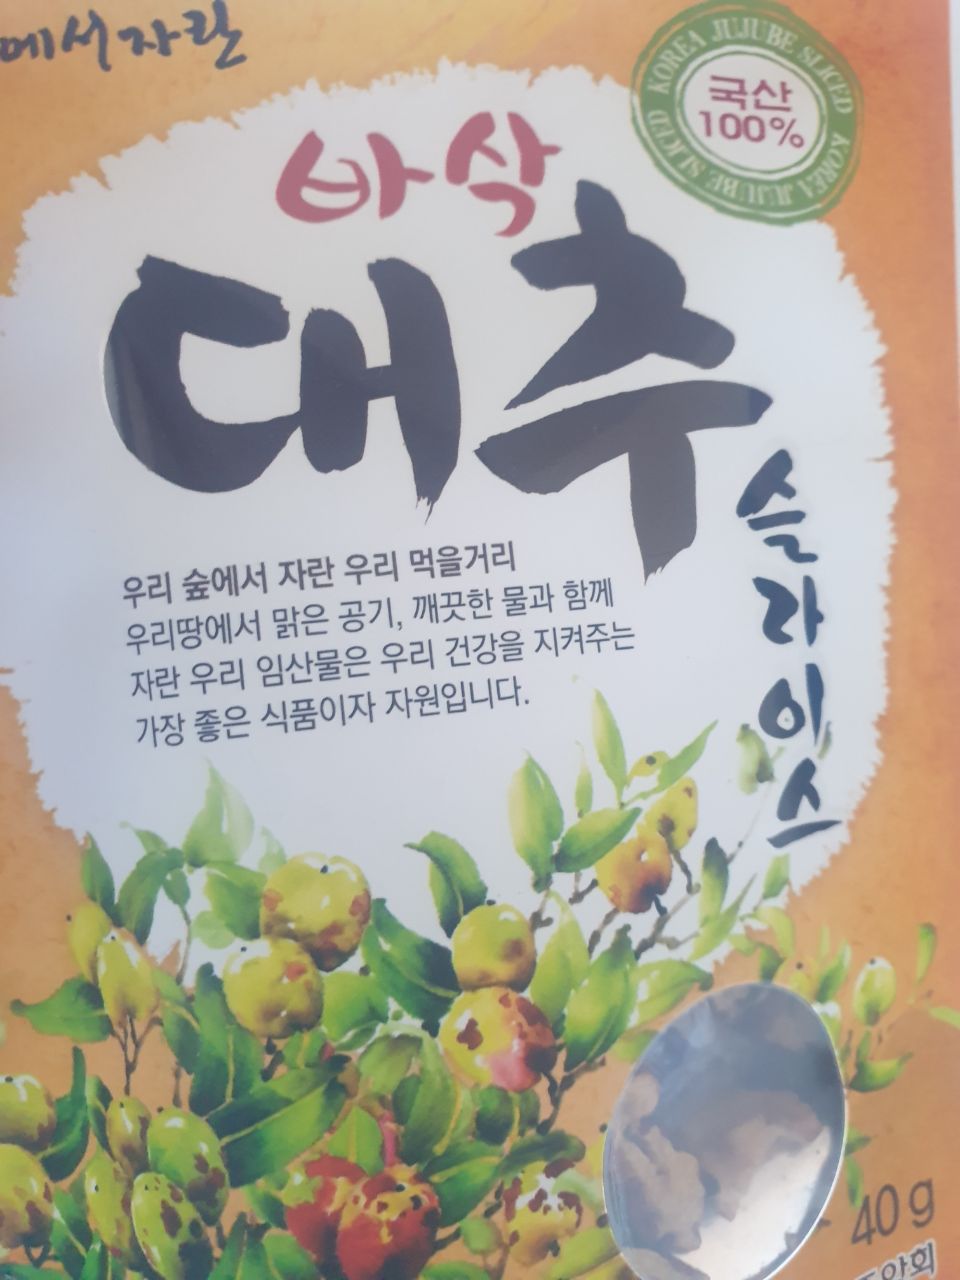 에서자란
KOREA JUJUBE SLICED KOREA JUJUBE SLICED
국산
100%
바삭
대추
슬라이스
우리 숲에서 자란 우리 먹을거리
우리땅에서 맑은 공기, 깨끗한 물과 함께
자란 우리 임산물은 우리 건강을 지켜주는
가장 좋은 식품이자 자원입니다.
40g